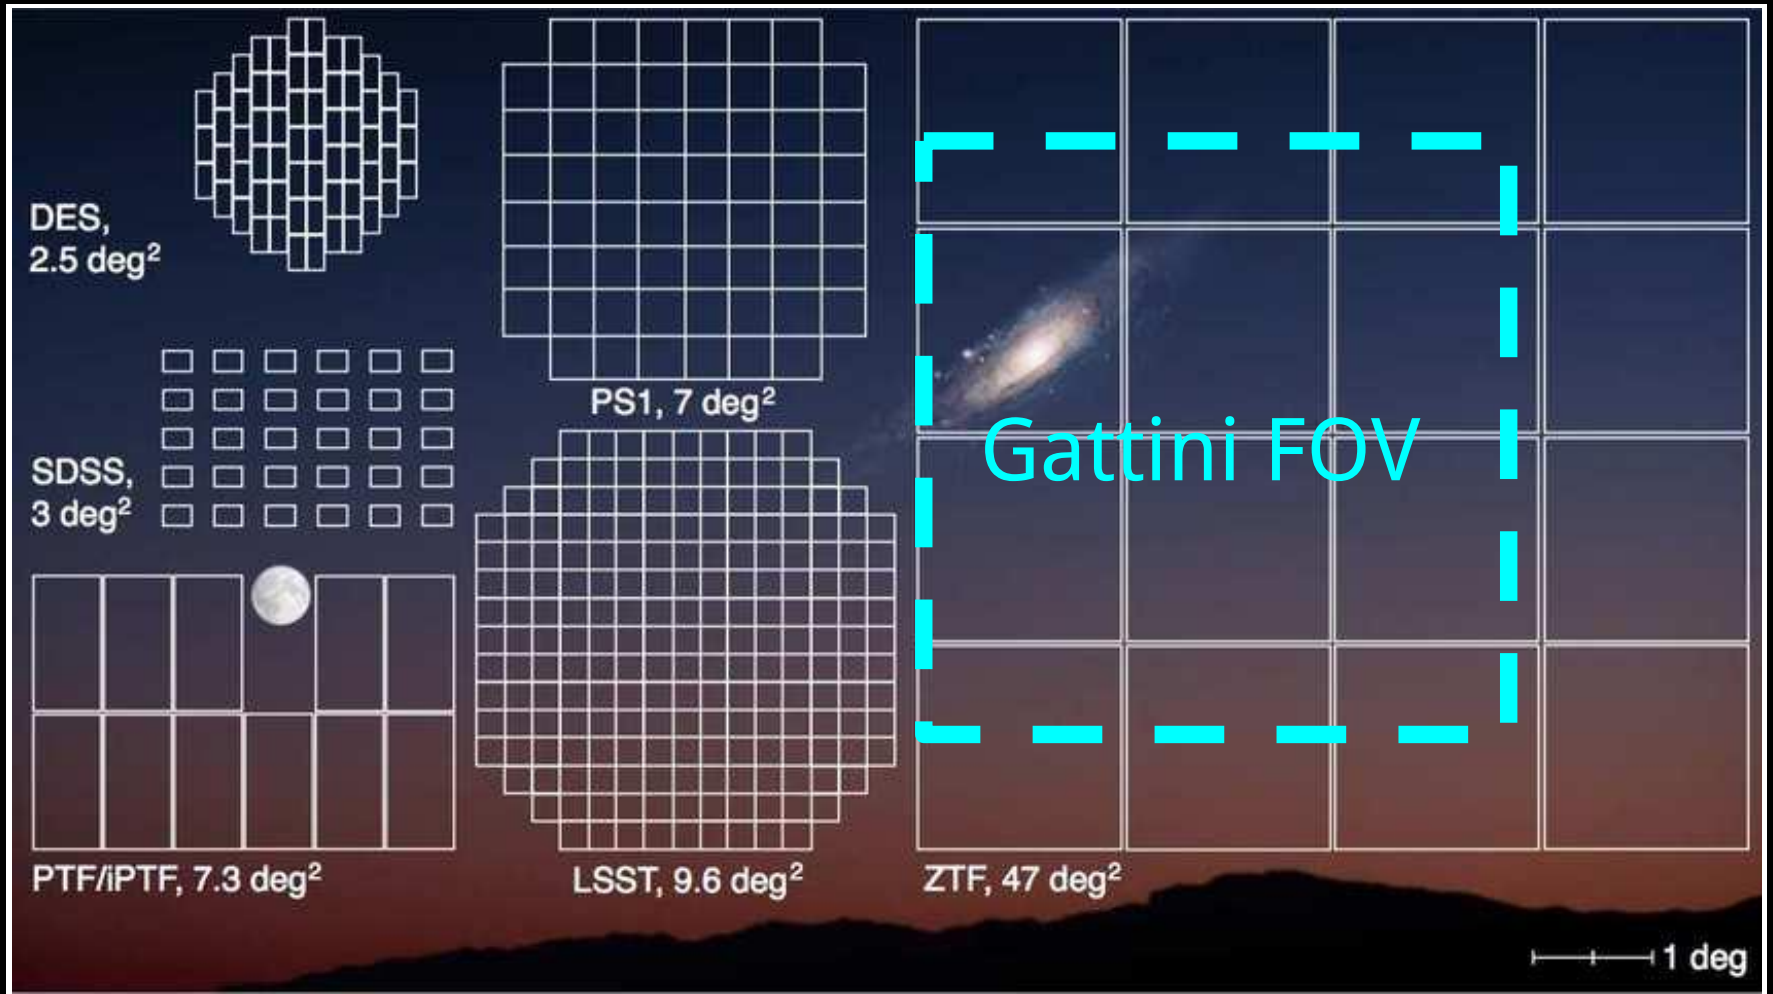 DES,
2.5 deg²
SDSS,
3 deg²
PTF/iPTF, 7.3 deg²
PS1, 7 deg²
LSST, 9.6 deg²
Gattini FOV
ZTF, 47 deg²
1 deg